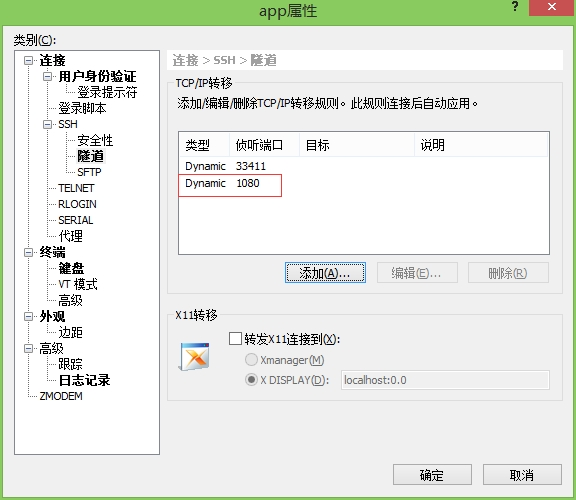 app属性
?
类别(C):
连接
用户身份验证
登录提示符
登录脚本
SSH
安全性
隧道
SFTP
TELNET
RLOGIN
SERIAL
代理
终端
键盘
VT 模式
高级
外观
边距
高级
跟踪
日志记录
ZMODEM
连接 > SSH > 隧道
TCP/IP转移
添加/编辑/删除TCP/IP转移规则。此规则连接后自动应用。
类型 侦听端口 目标 说明
Dynamic 33411
Dynamic 1080
添加(A)... 编辑(E)... 删除(R)
X11转移
转发X11连接到(X):
Xmanager(M)
X DISPLAY(D): localhost:0.0
确定 取消